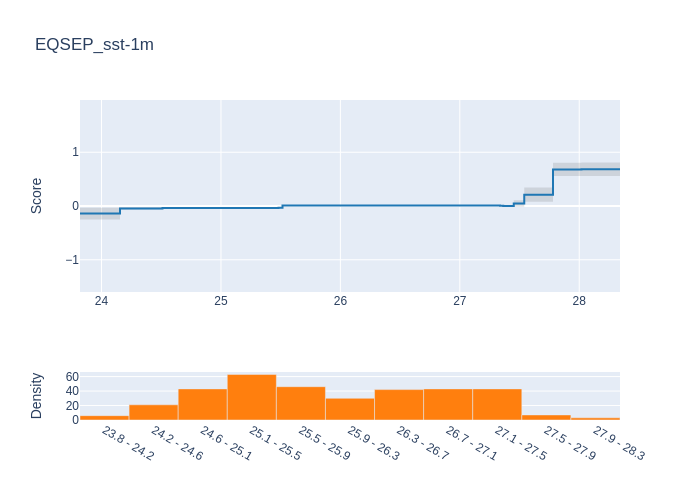 EQSEP_sst-1m
Score
1
0
−1
24 25 26 27 28
Density
60
40
20
0
23.8 - 24.2
24.2 - 24.6
24.6 - 25.1
25.1 - 25.5
25.5 - 25.9
25.9 - 26.3
26.3 - 26.7
26.7 - 27.1
27.1 - 27.5
27.5 - 27.9
27.9 - 28.3